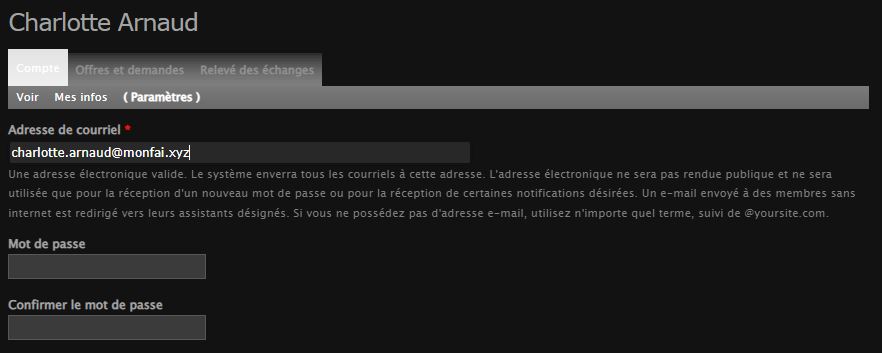 Charlotte Arnaud
Compte Offres et demandes Relevé des échanges
Voir Mes infos ( Paramètres )
Adresse de courriel *
charlotte.arnaud@monfai.xyz
Une adresse électronique valide. Le système enverra tous les courriels à cette adresse. L'adresse électronique ne sera pas rendue publique et ne sera
utilisée que pour la réception d'un nouveau mot de passe ou pour la réception de certaines notifications désirées. Un e-mail envoyé à des membres sans
internet est redirigé vers leurs assistants désignés. Si vous ne possédez pas d'adresse e-mail, utilisez n'importe quel terme, suivi de @yoursite.com.
Mot de passe
Confirmer le mot de passe